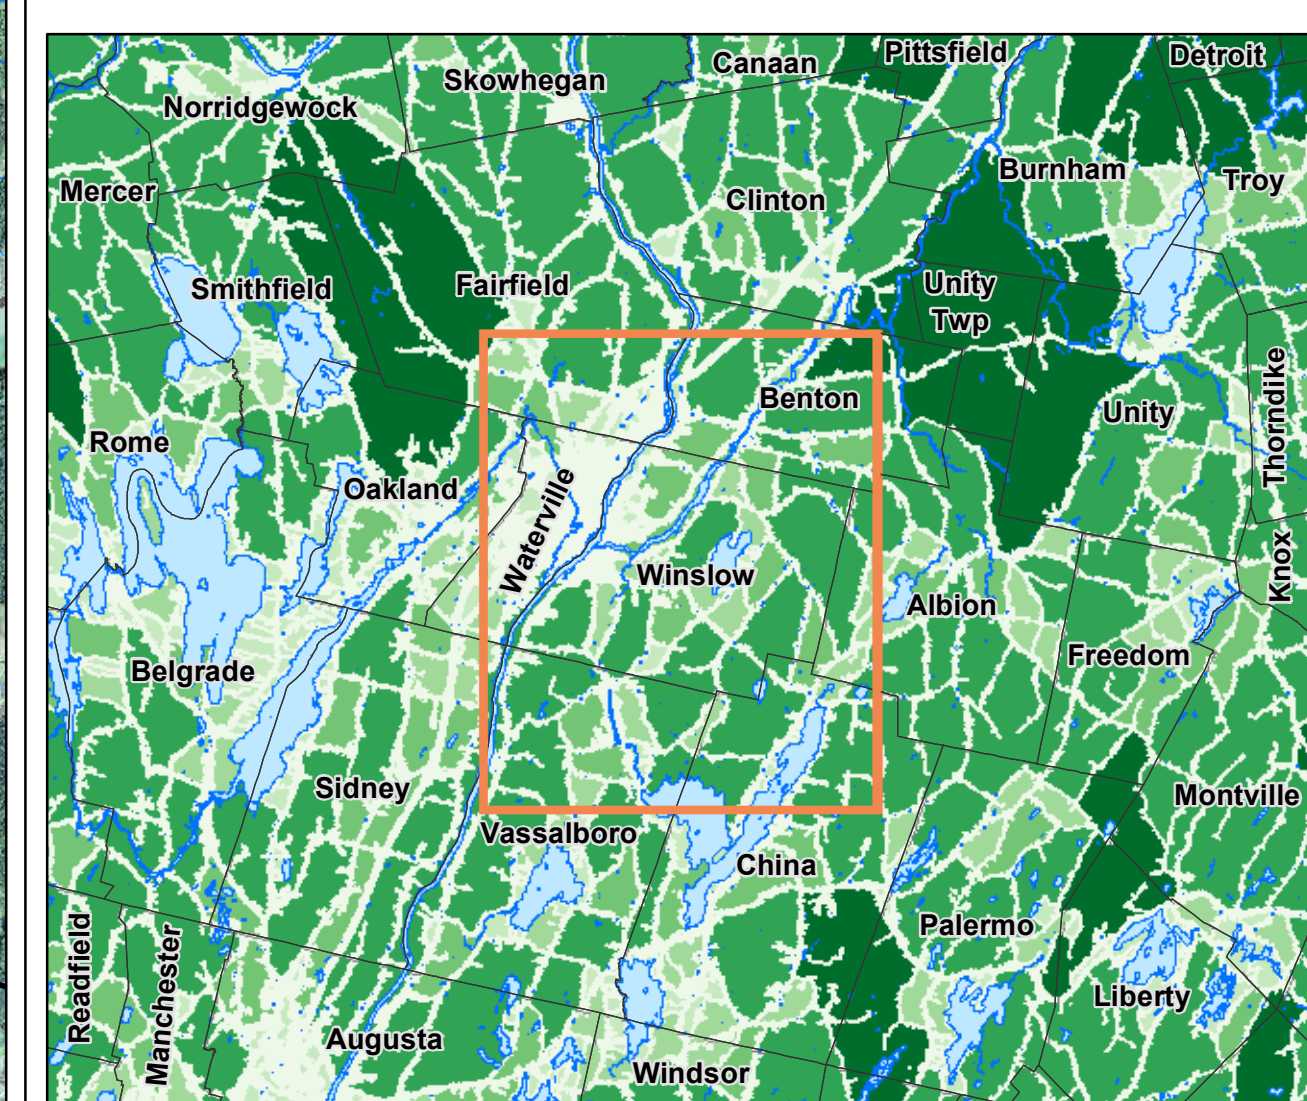 Pittsfield
Detroit
Canaan
Skowhegan
Norridgewock
Burnham
Troy
Mercer
Clinton
Smithfield
Fairfield
Unity
Twp
Benton
Unity
Thorndike
Rome
Oakland
Waterville
Winslow
Knox
Albion
Freedom
Belgrade
Sidney
Montville
Vassalboro
China
Palermo
Readfield
Manchester
Liberty
Augusta
Windsor